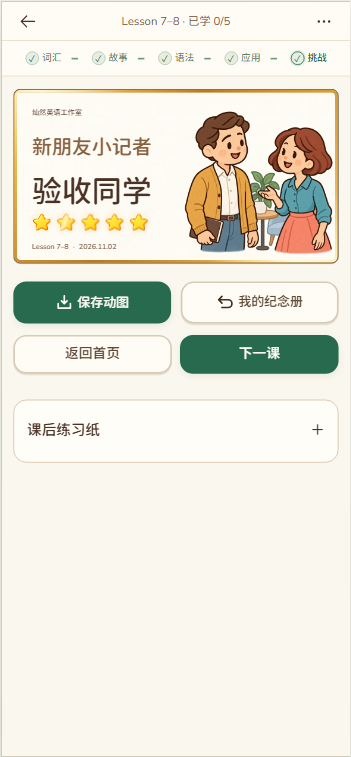 Lesson 7–8 · 已学 0/5
词汇 故事 语法 应用 挑战
灿然英语工作室
新朋友小记者
验收同学
Lesson 7–8 · 2026.11.02
保存动图 我的纪念册
返回首页 下一课
课后练习纸